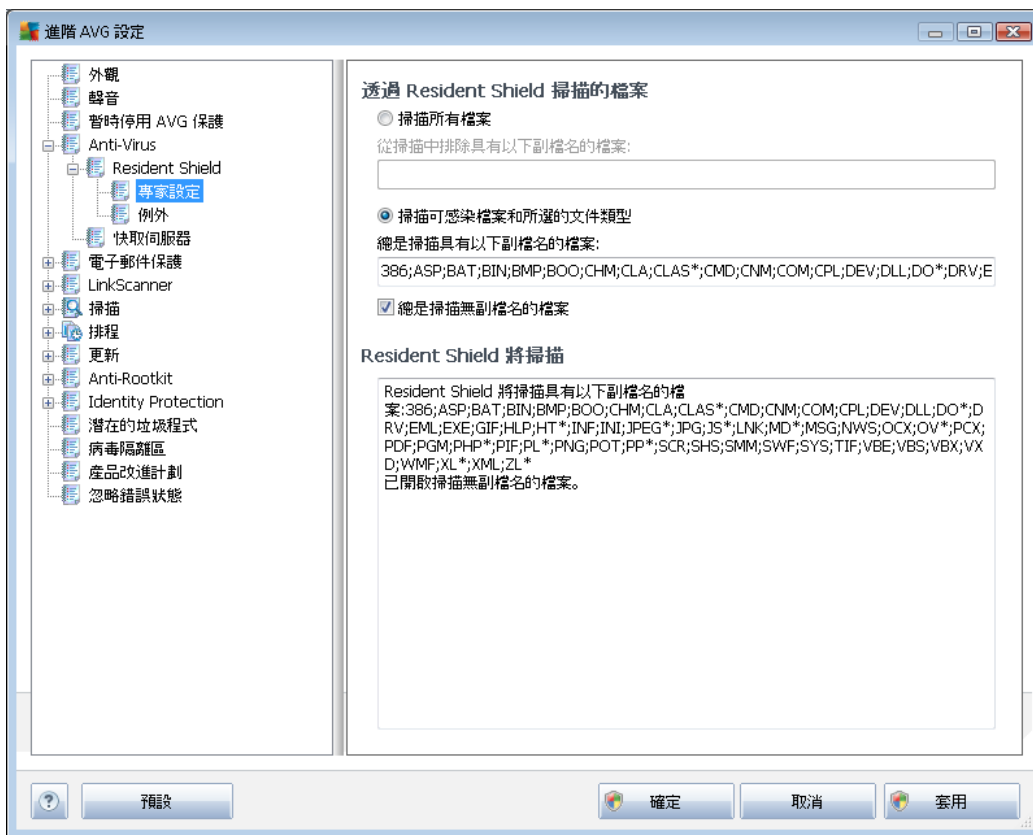 進階 AVG 設定
外觀
聲音
暫時停用 AVG 保護
Anti-Virus
Resident Shield
專家設定
例外
快取伺服器
電子郵件保護
LinkScanner
掃描
排程
更新
Anti-Rootkit
Identity Protection
潛在的垃圾程式
病毒隔離區
產品改進計劃
忽略錯誤狀態
透過 Resident Shield 掃描的檔案
掃描所有檔案
從掃描中排除具有以下副檔名的檔案:
掃描可感染檔案和所選的文件類型
總是掃描具有以下副檔名的檔案:
386;ASP;BAT;BIN;BMP;BOO;CHM;CLA;CLAS*;CMD;CNM;COM;CPL;DEV;DLL;DO*;DRV;E
總是掃描無副檔名的檔案
Resident Shield 將掃描
Resident Shield 將掃描具有以下副檔名的檔
案:386;ASP;BAT;BIN;BMP;BOO;CHM;CLA;CLAS*;CMD;CNM;COM;CPL;DEV;DLL;DO*;D
RV;EML;EXE;GIF;HLP;HT*;INF;INI;JPEG*;JPG;JS*;LNK;MD*;MSG;NWS;OCX;OV*;PCX;
PDF;PGM;PHP*;PIF;PL*;PNG;POT;PP*;SCR;SHS;SMM;SWF;SYS;TIF;VBE;VBS;VBX;VX
D;WMF;XL*;XML;ZL*
已開啟掃描無副檔名的檔案。
? 預設 確定 取消 套用